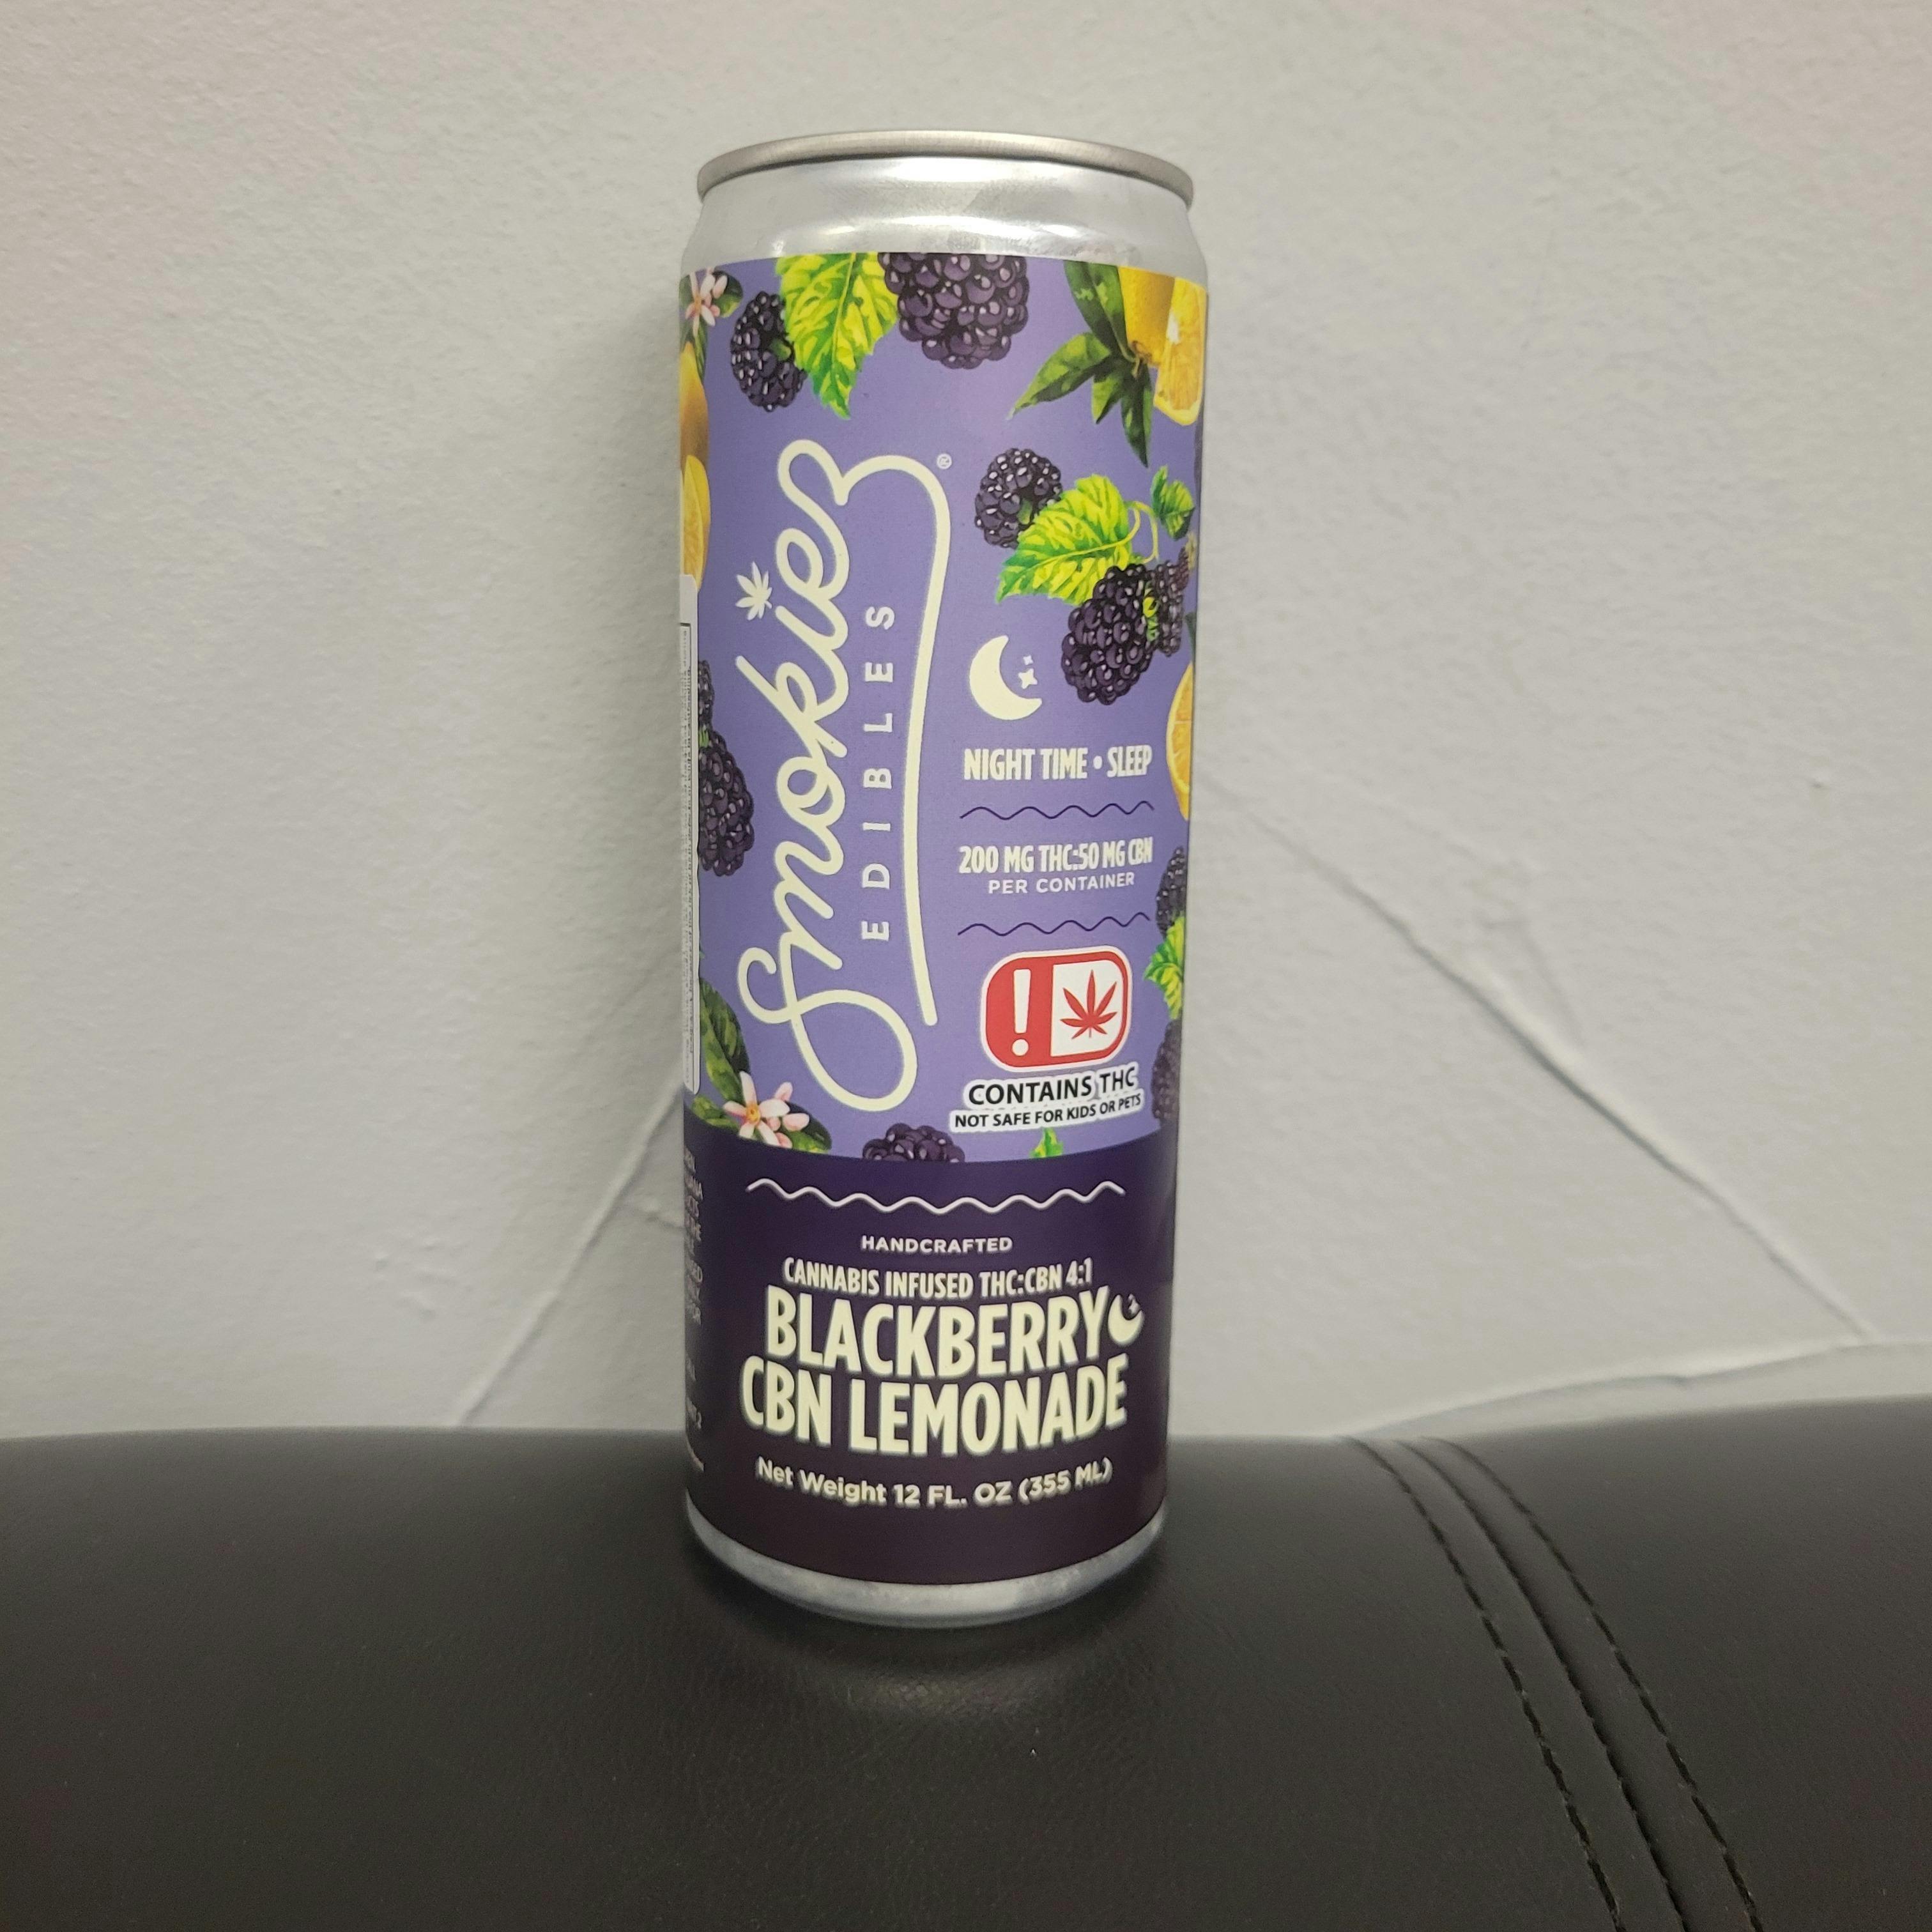 Smokiez®
EDIBLES
NIGHT TIME • SLEEP
200 MG THC:50 MG CBN
PER CONTAINER
!
CONTAINS THC
NOT SAFE FOR KIDS OR PETS
HANDCRAFTED
CANNABIS INFUSED THC:CBN 4:1
BLACKBERRY
CBN LEMONADE
Net Weight 12 FL. OZ (355 ML)